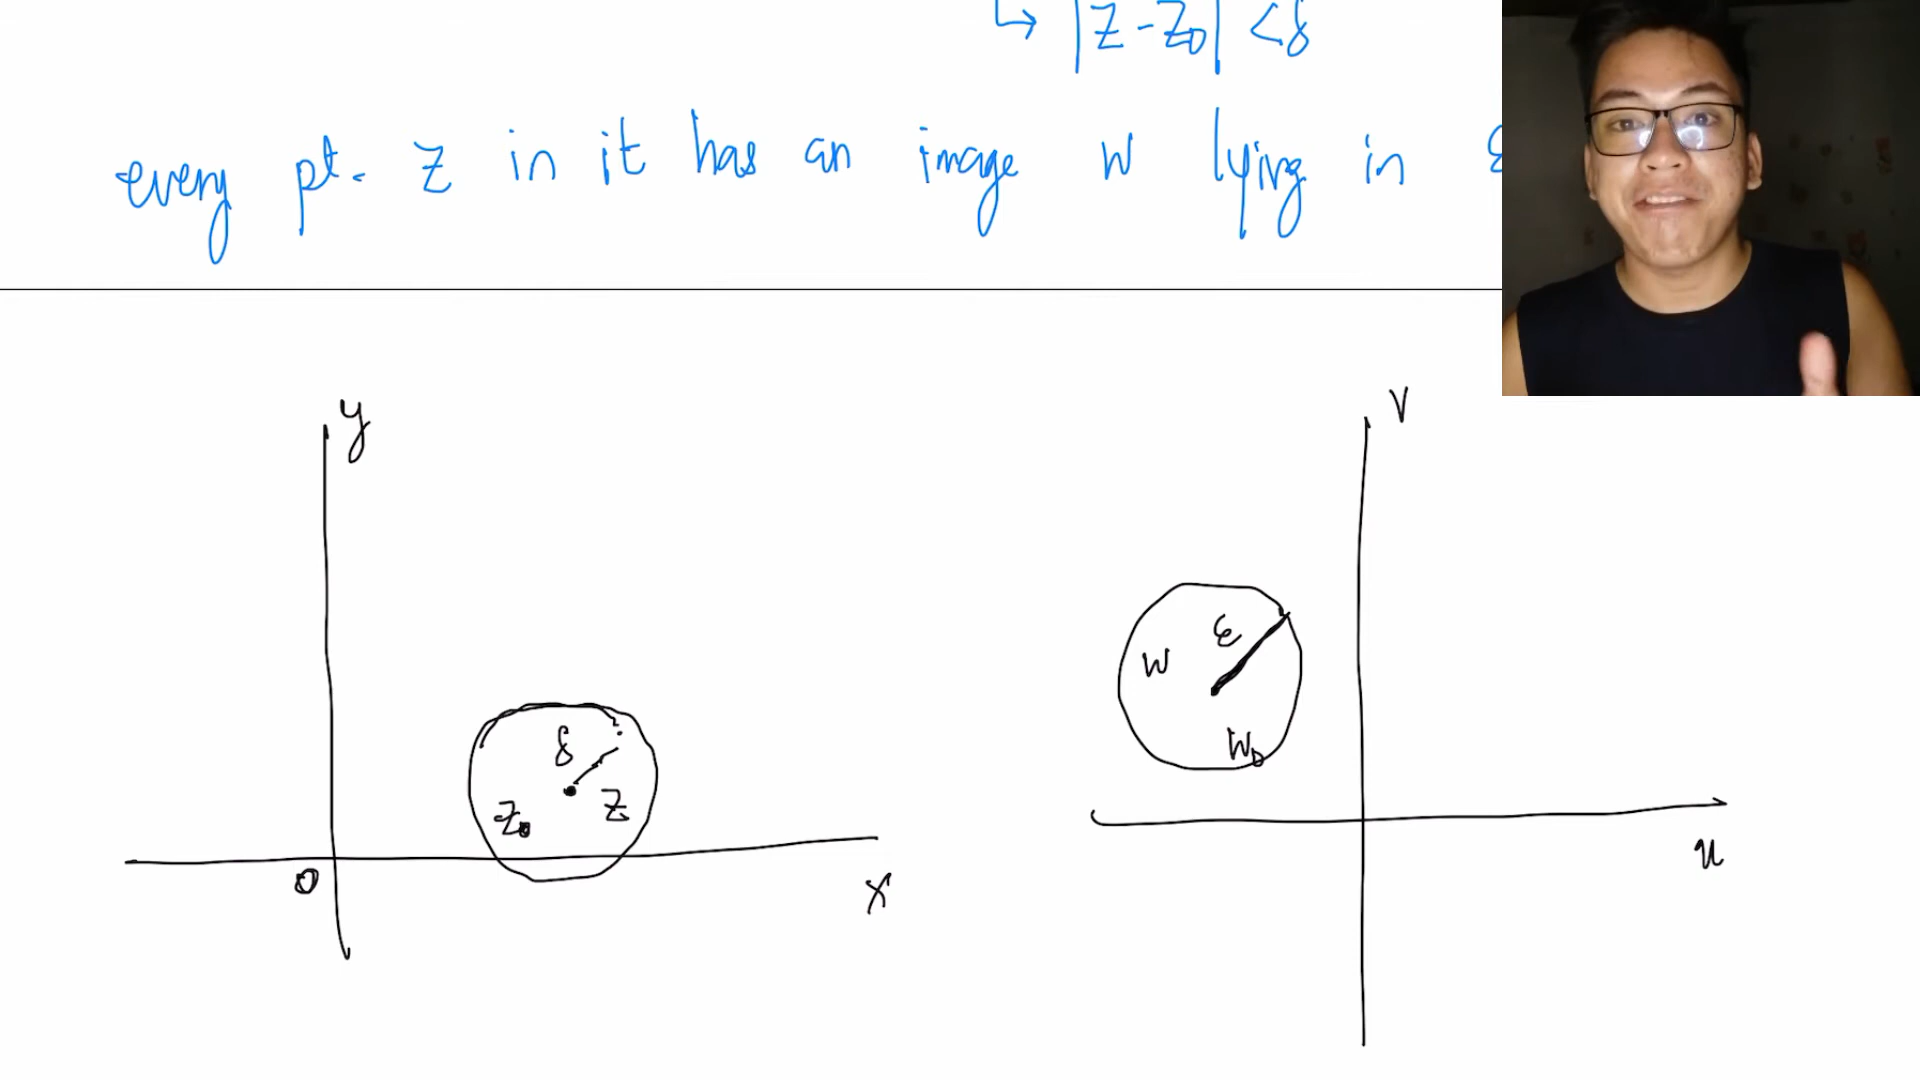 ↳ |z - z₀| < δ
every pt. z in it has an image w lying in ε
y
v
ε
w
δ
w₀
z₀ z
0
x
u